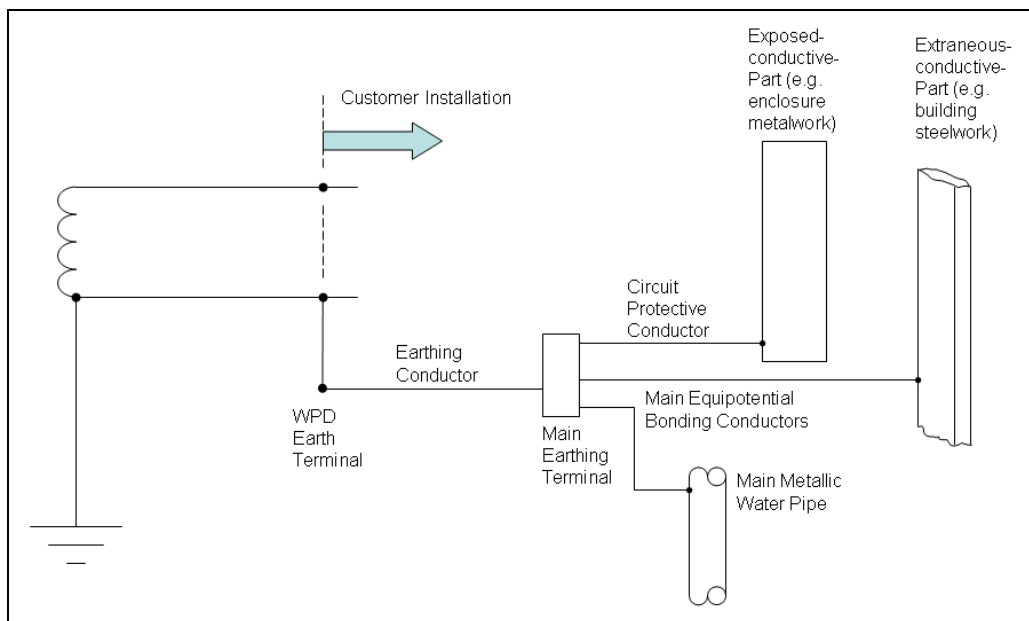 Customer Installation
Exposed-
conductive-
Part (e.g.
enclosure
metalwork)
Extraneous-
conductive-
Part (e.g.
building
steelwork)
Circuit
Protective
Conductor
Earthing
Conductor
Main Equipotential
Bonding Conductors
WPD
Earth
Terminal
Main
Earthing
Terminal
Main Metallic
Water Pipe